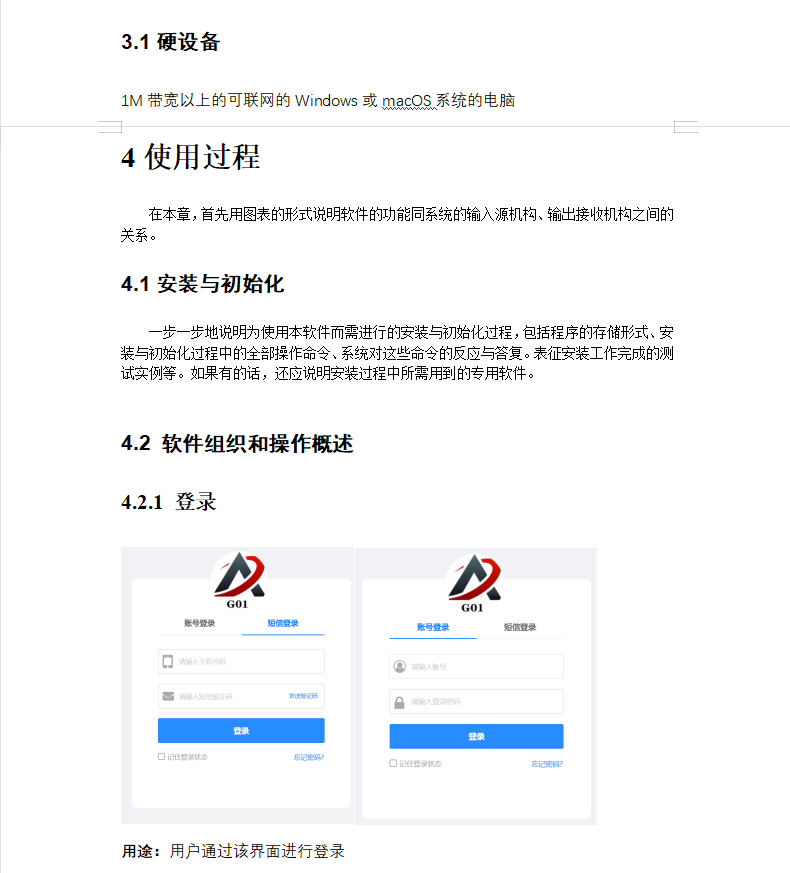 3.1 硬设备
1M 带宽以上的可联网的 Windows 或 macOS 系统的电脑
4 使用过程
在本章，首先用图表的形式说明软件的功能同系统的输入源机构、输出接收机构之间的
关系。
4.1 安装与初始化
一步一步地说明为使用本软件而需进行的安装与初始化过程，包括程序的存储形式、安
装与初始化过程中的全部操作命令、系统对这些命令的反应与答复。表征安装工作完成的测
试实例等。如果有的话，还应说明安装过程中所需用到的专用软件。
4.2 软件组织和操作概述
4.2.1 登录
G01
账号登录 短信登录
请输入手机号码
请输入短信验证码 发送验证码
登录
记住登录状态 忘记密码?
G01
账号登录 短信登录
请输入账号
请输入登录密码
登录
记住登录状态 忘记密码?
用途：用户通过该界面进行登录